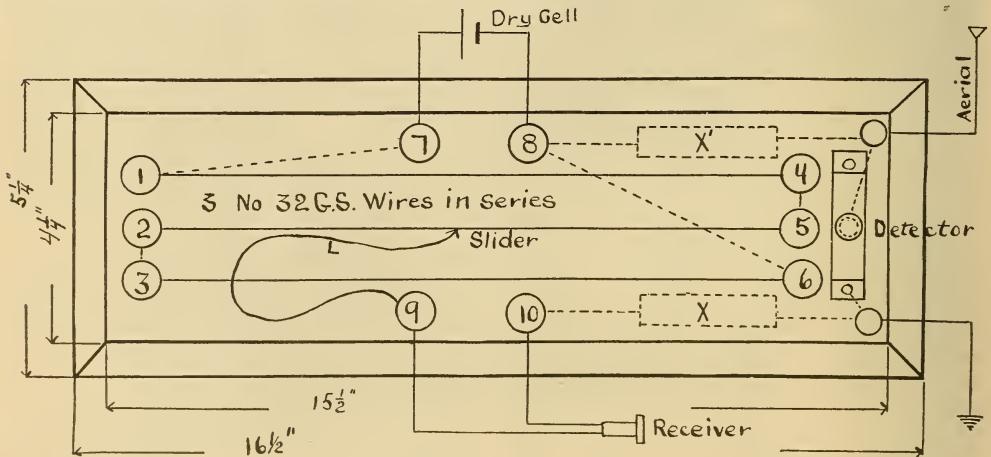 Dry Cell
Aerial
7
8
X'
1
4
3 No 32 G.S. Wires in Series
5 1/4"
4 1/4"
2
5
Detector
L
Slider
3
6
9
10
X
15 1/2"
Receiver
16 1/2"